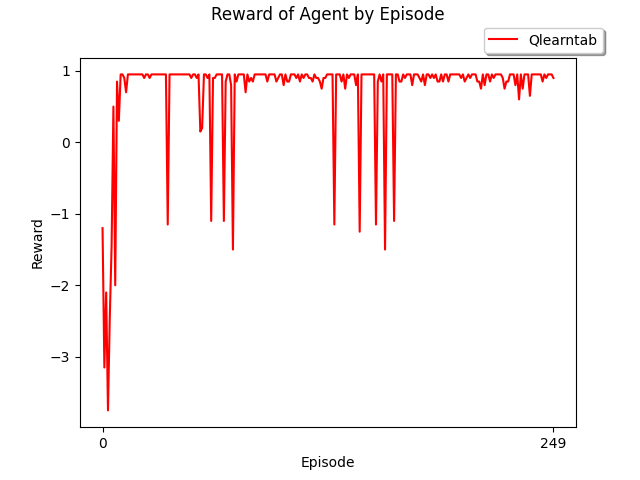 Reward of Agent by Episode
Qlearntab
1
0
−1
−2
−3
Reward
0
249
Episode